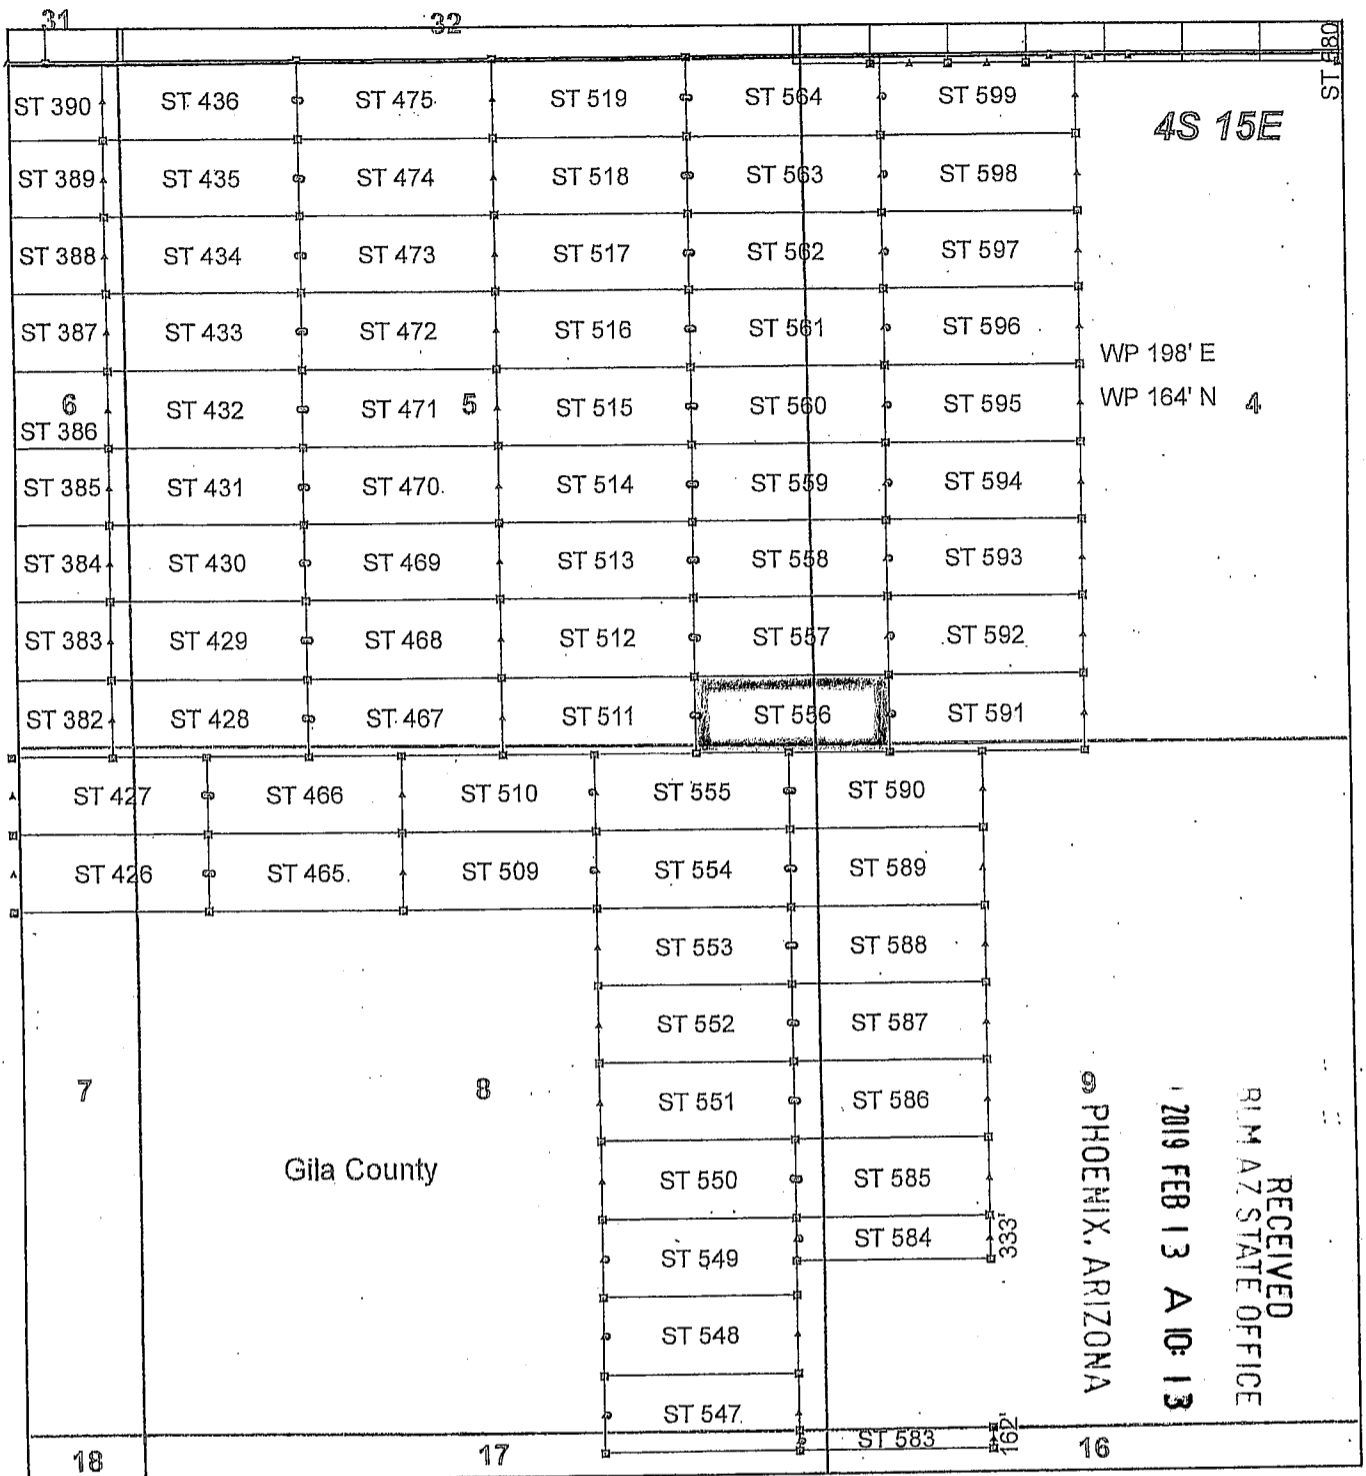 31 32
ST 680
ST 390 ST 436 ST 475 ST 519 ST 564 ST 599
4S 15E
ST 389 ST 435 ST 474 ST 518 ST 563 ST 598
ST 388 ST 434 ST 473 ST 517 ST 562 ST 597
ST 387 ST 433 ST 472 ST 516 ST 561 ST 596
WP 198' E
6 ST 432 ST 471 5 ST 515 ST 560 ST 595 WP 164' N 4
ST 386
ST 385 ST 431 ST 470 ST 514 ST 559 ST 594
ST 384 ST 430 ST 469 ST 513 ST 558 ST 593
ST 383 ST 429 ST 468 ST 512 ST 557 ST 592
ST 382 ST 428 ST 467 ST 511 ST 556 ST 591
ST 427 ST 466 ST 510 ST 555 ST 590
ST 426 ST 465 ST 509 ST 554 ST 589
ST 553 ST 588
ST 552 ST 587
7 8 ST 551 ST 586
Gila County ST 550 ST 585
ST 584 333'
ST 549
ST 548
ST 547
ST 583 162'
18 17 16
RECEIVED
BLM AZ STATE OFFICE
2019 FEB 13 A 10: 13
PHOENIX, ARIZONA